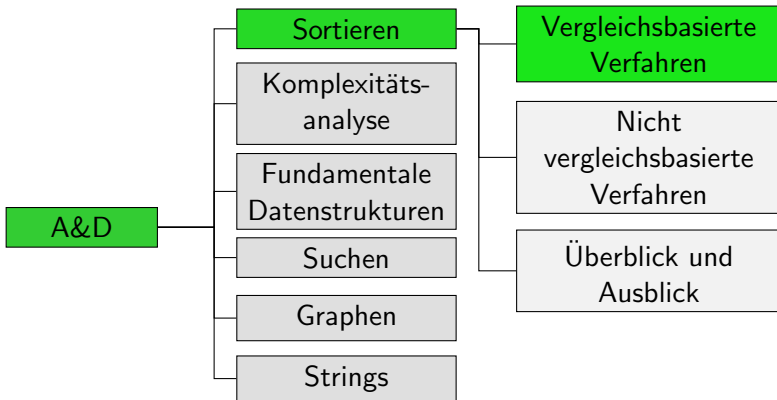 A&D
Sortieren
Komplexitäts-
analyse
Fundamentale
Datenstrukturen
Suchen
Graphen
Strings
Vergleichsbasierte
Verfahren
Nicht
vergleichsbasierte
Verfahren
Überblick und
Ausblick